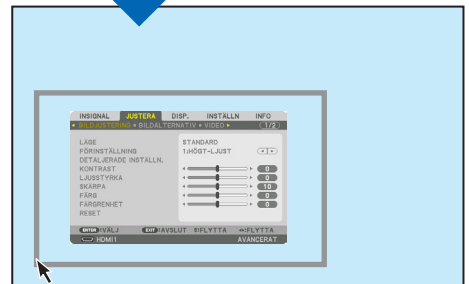 INSIGNAL JUSTERA DISP. INSTÄLLN INFO
• BILDJUSTERING • BILDALTERNATIV • VIDEO • 1/2
LÄGE STANDARD
FÖRINSTÄLLNING 1:HÖGT-LJUST
DETALJERADE INSTÄLLN.
KONTRAST 0
LJUSSTYRKA 0
SKÄRPA 10
FÄRG 0
FÄRGRENHET 0
RESET
ENTER :VÄLJ EXIT :AVSLUT :FLYTTA :FLYTTA
HDMI1 AVANCERAT